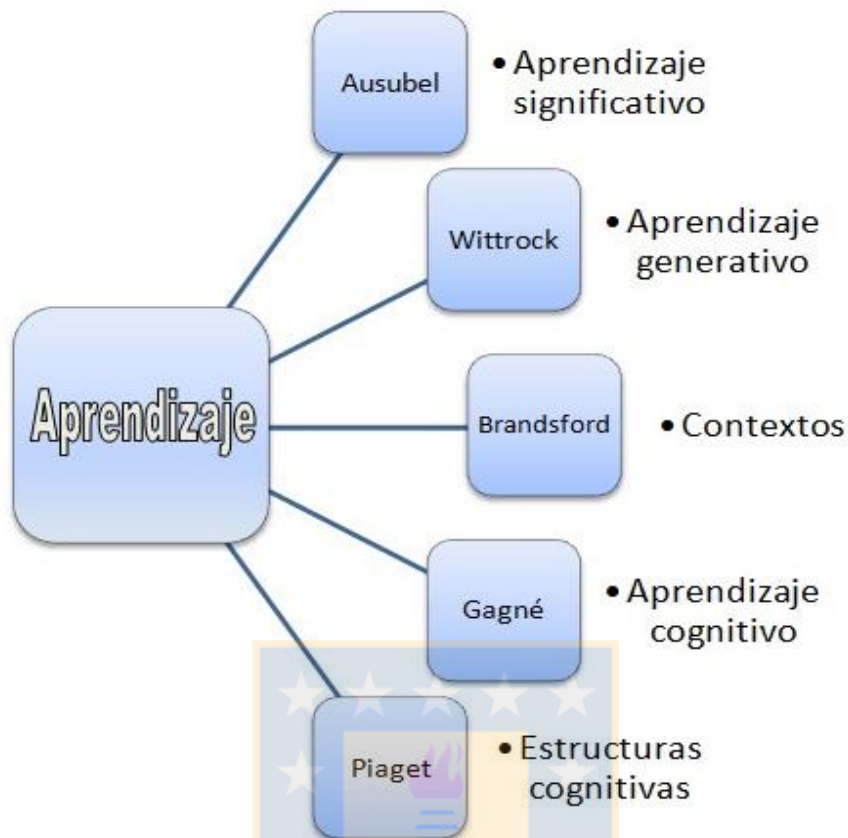 Ausubel
• Aprendizaje
significativo
Wittrock
• Aprendizaje
generativo
Aprendizaje
Brandsford
• Contextos
Gagné
• Aprendizaje
cognitivo
Piaget
• Estructuras
cognitivas